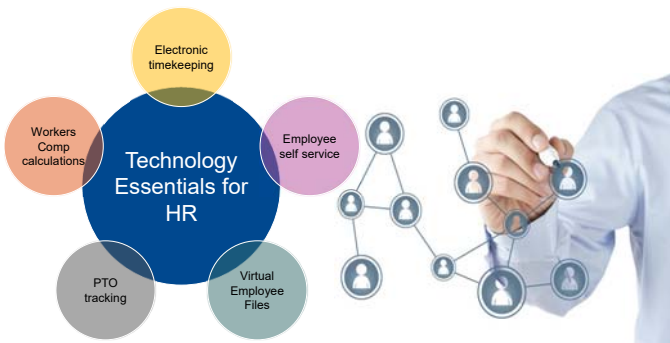 Electronic
timekeeping
Workers
Comp
calculations
Employee
self service
Technology
Essentials for
HR
PTO
tracking
Virtual
Employee
Files